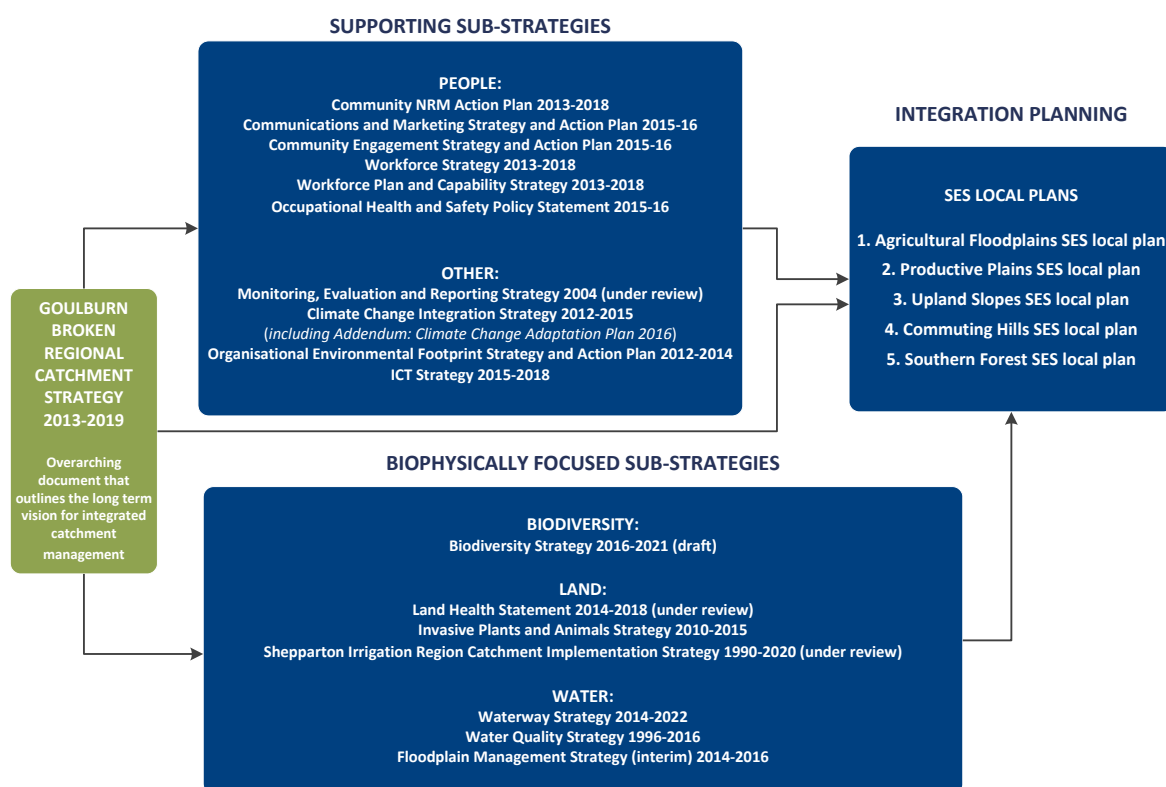 SUPPORTING SUB-STRATEGIES
PEOPLE:
Community NRM Action Plan 2013-2018
Communications and Marketing Strategy and Action Plan 2015-16
Community Engagement Strategy and Action Plan 2015-16
Workforce Strategy 2013-2018
Workforce Plan and Capability Strategy 2013-2018
Occupational Health and Safety Policy Statement 2015-16
OTHER:
Monitoring, Evaluation and Reporting Strategy 2004 (under review)
Climate Change Integration Strategy 2012-2015
(including Addendum: Climate Change Adaptation Plan 2016)
Organisational Environmental Footprint Strategy and Action Plan 2012-2014
ICT Strategy 2015-2018
INTEGRATION PLANNING
SES LOCAL PLANS
1. Agricultural Floodplains SES local plan
2. Productive Plains SES local plan
3. Upland Slopes SES local plan
4. Commuting Hills SES local plan
5. Southern Forest SES local plan
GOULBURN
BROKEN
REGIONAL
CATCHMENT
STRATEGY
2013-2019
Overarching
document that
outlines the long term
vision for integrated
catchment
management
BIOPHYSICALLY FOCUSED SUB-STRATEGIES
BIODIVERSITY:
Biodiversity Strategy 2016-2021 (draft)
LAND:
Land Health Statement 2014-2018 (under review)
Invasive Plants and Animals Strategy 2010-2015
Shepparton Irrigation Region Catchment Implementation Strategy 1990-2020 (under review)
WATER:
Waterway Strategy 2014-2022
Water Quality Strategy 1996-2016
Floodplain Management Strategy (interim) 2014-2016